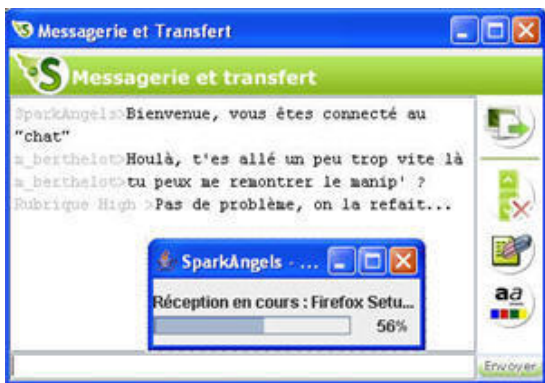 Messagerie et Transfert
Messagerie et transfert
SparkAngels>Bienvenue, vous êtes connecté au
"chat"
m_berthelot>Houlà, t'es allé un peu trop vite là
m_berthelot>tu peux me remontrer le manip' ?
Rubrique High >Pas de problème, on la refait...
SparkAngels - ...
Réception en cours : Firefox Setu...
56%
aa
Envoyer